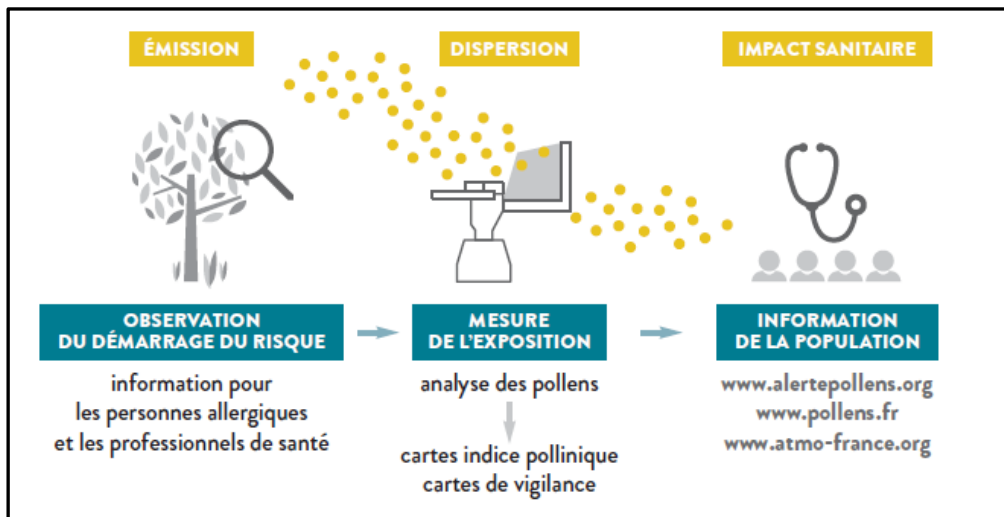 ÉMISSION
DISPERSION
IMPACT SANITAIRE
OBSERVATION
DU DÉMARRAGE DU RISQUE
MESURE
DE L'EXPOSITION
INFORMATION
DE LA POPULATION
information pour
les personnes allergiques
et les professionnels de santé
analyse des pollens
cartes indice pollinique
cartes de vigilance
www.alertepollens.org
www.pollens.fr
www.atmo-france.org